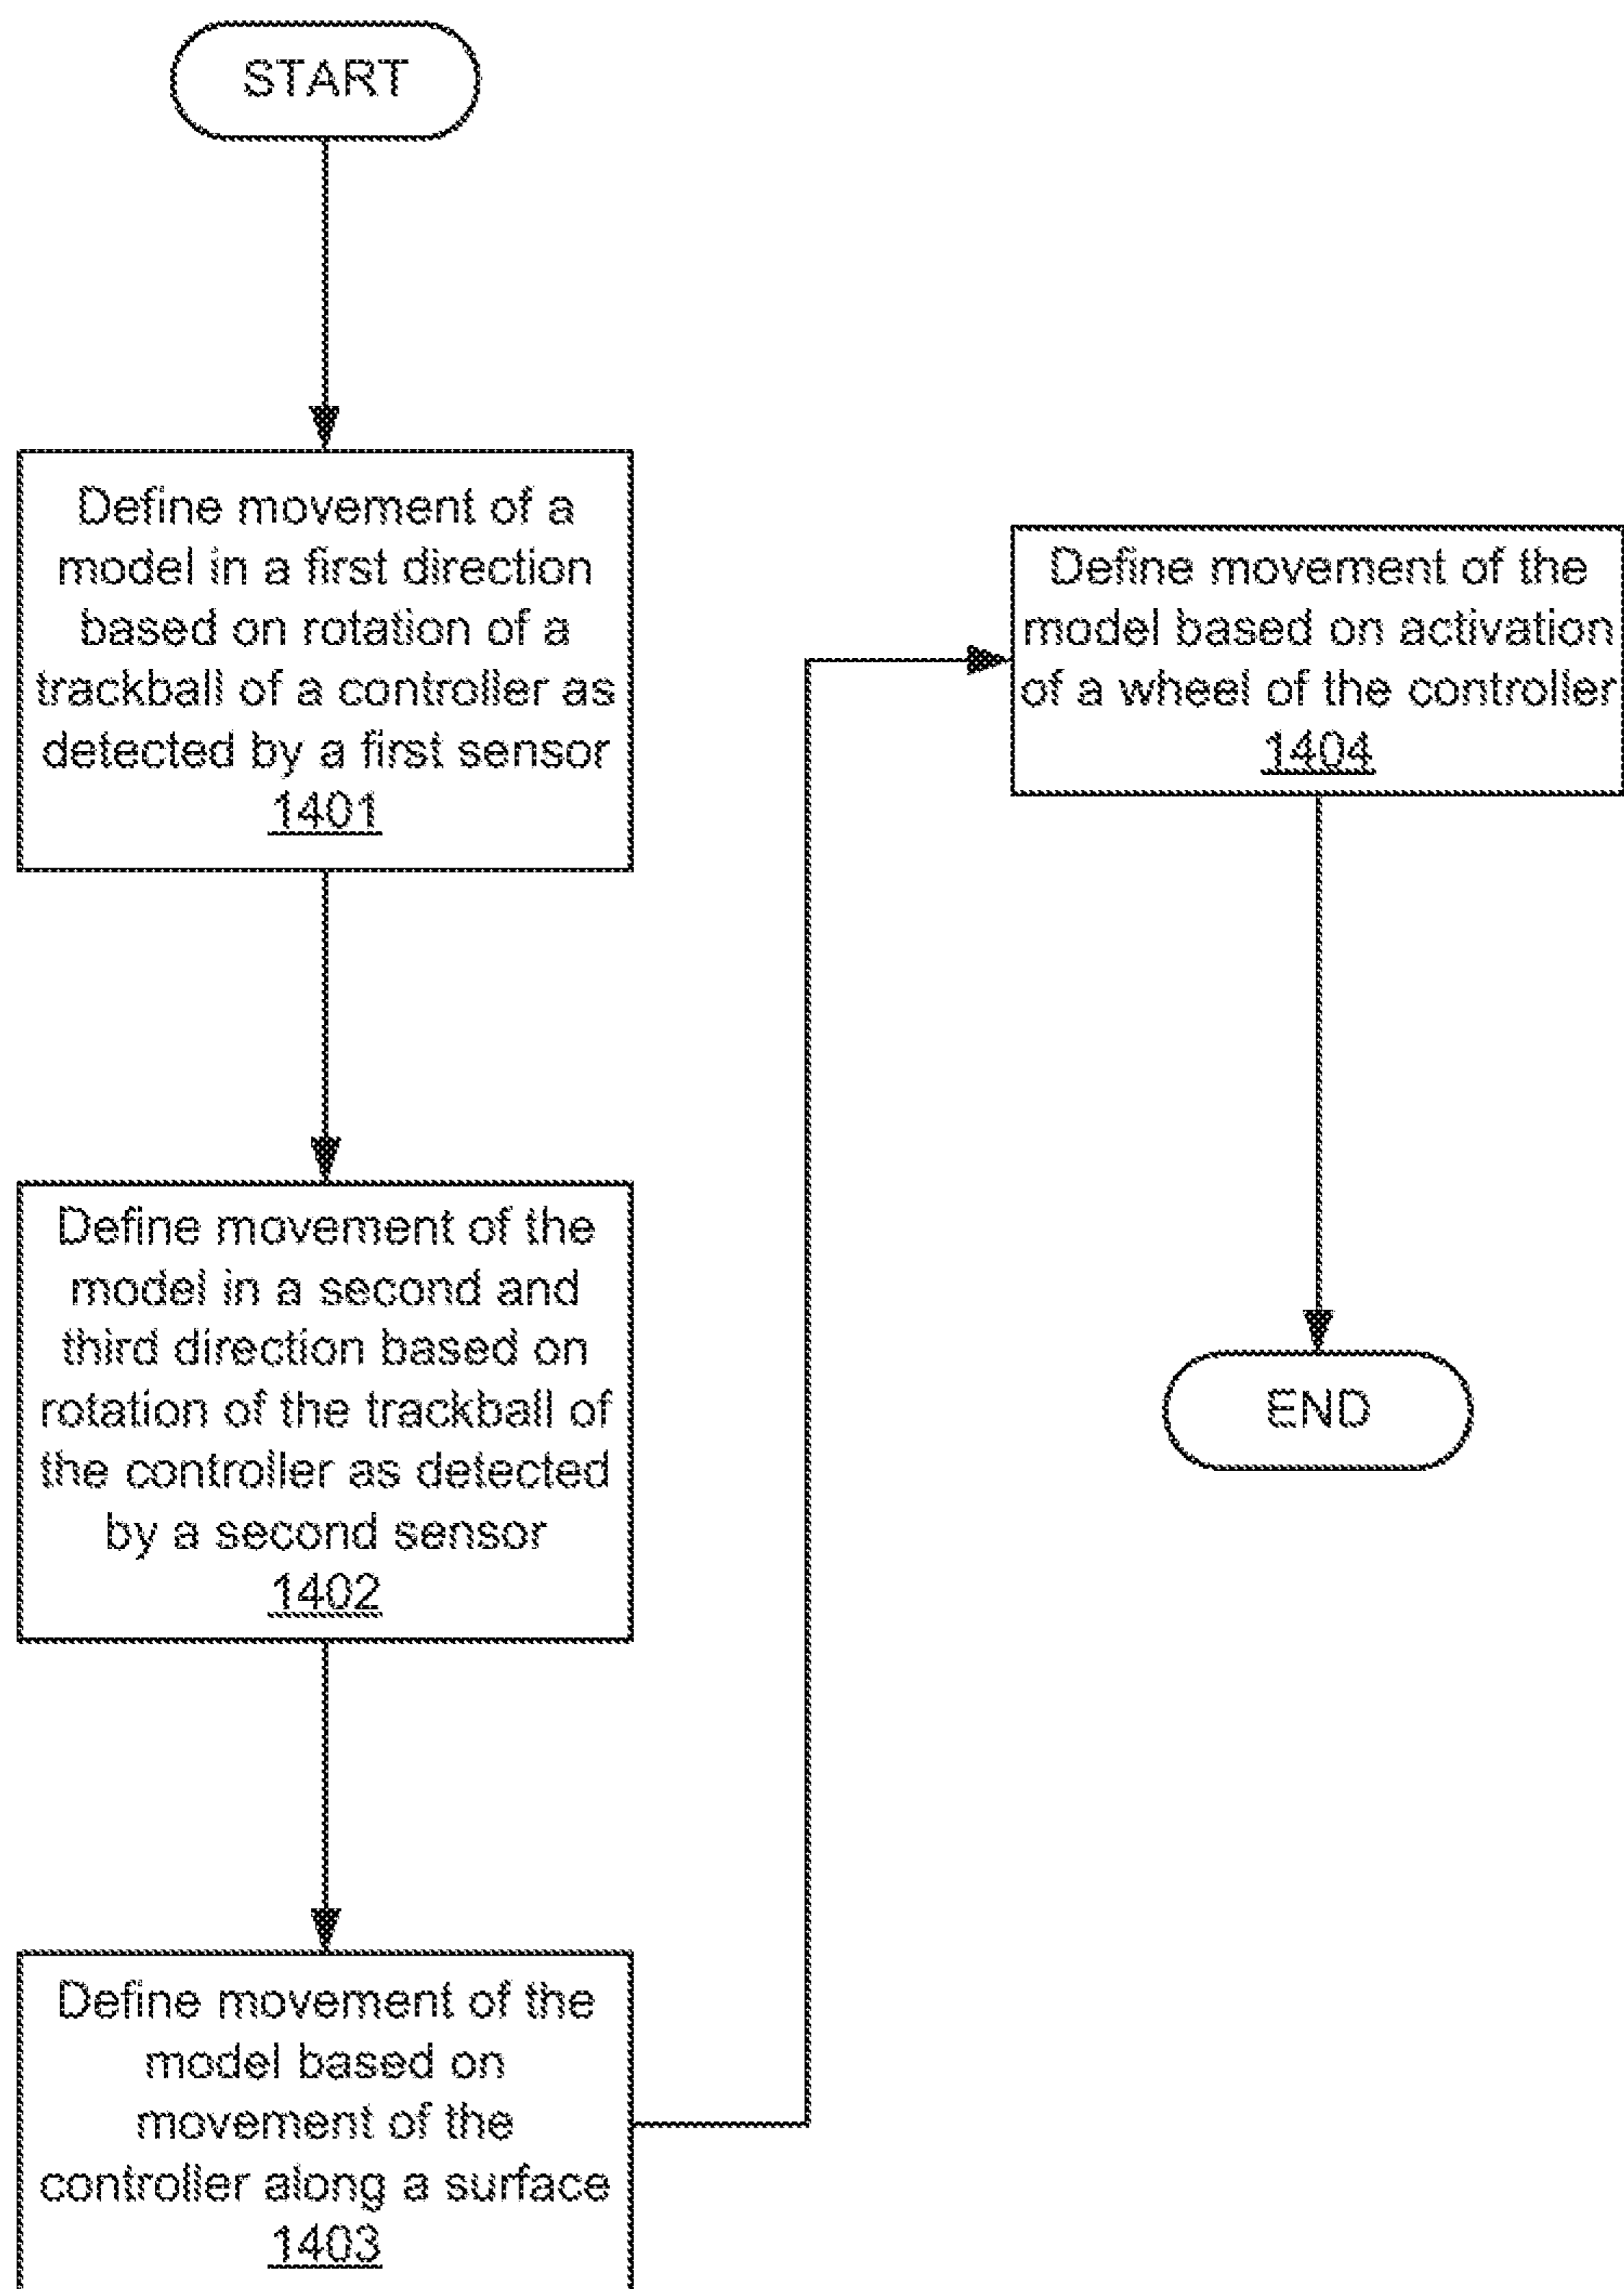 START
Define movement of a
model in a first direction
based on rotation of a
trackball of a controller as
detected by a first sensor
1401
Define movement of the
model in a second and
third direction based on
rotation of the trackball of
the controller as detected
by a second sensor
1402
Define movement of the
model based on
movement of the
controller along a surface
1403
Define movement of the
model based on activation
of a wheel of the controller
1404
END